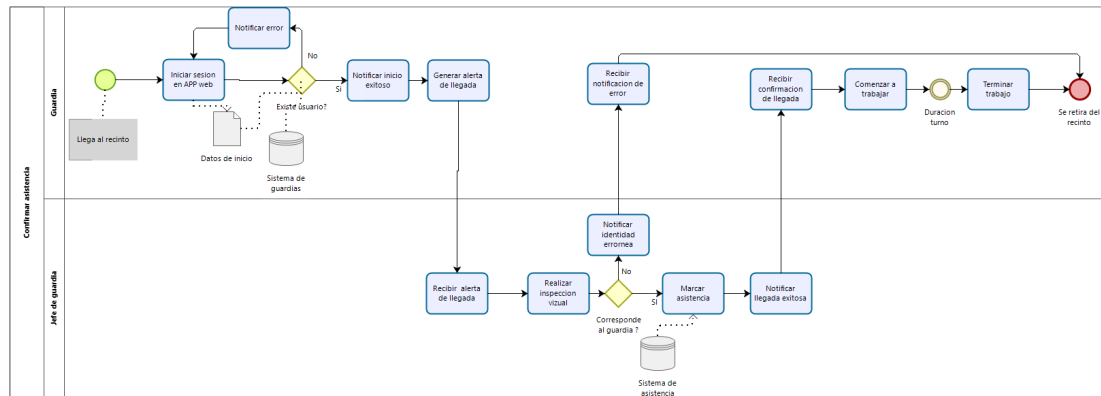 Confirmar asistencia
Guardia
Jefe de guardia
Notificar error
Iniciar sesion
en APP web
No
Existe usuario?
Si
Notificar inicio
exitoso
Generar alerta
de llegada
Llega al recinto
Datos de inicio
Sistema de
guardias
Recibir
notificacion de
error
Recibir
confirmacion
de llegada
Comenzar a
trabajar
Duracion
turno
Terminar
trabajo
Se retira del
recinto
Notificar
identidad
errornea
No
Recibir alerta
de llegada
Realizar
inspeccion
vizual
Corresponde
al guardia ?
SI
Marcar
asistencia
Notificar
llegada exitosa
Sistema de
asistencia